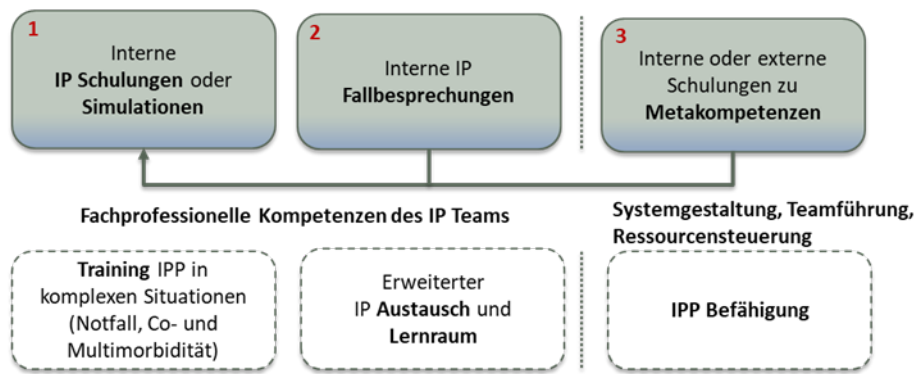 1
Interne
IP Schulungen oder
Simulationen
2
Interne IP
Fallbesprechungen
3
Interne oder externe
Schulungen zu
Metakompetenzen
Fachprofessionelle Kompetenzen des IP Teams
Systemgestaltung, Teamführung,
Ressourcensteuerung
Training IPP in
komplexen Situationen
(Notfall, Co- und
Multimorbidität)
Erweiterter
IP Austausch und
Lernraum
IPP Befähigung